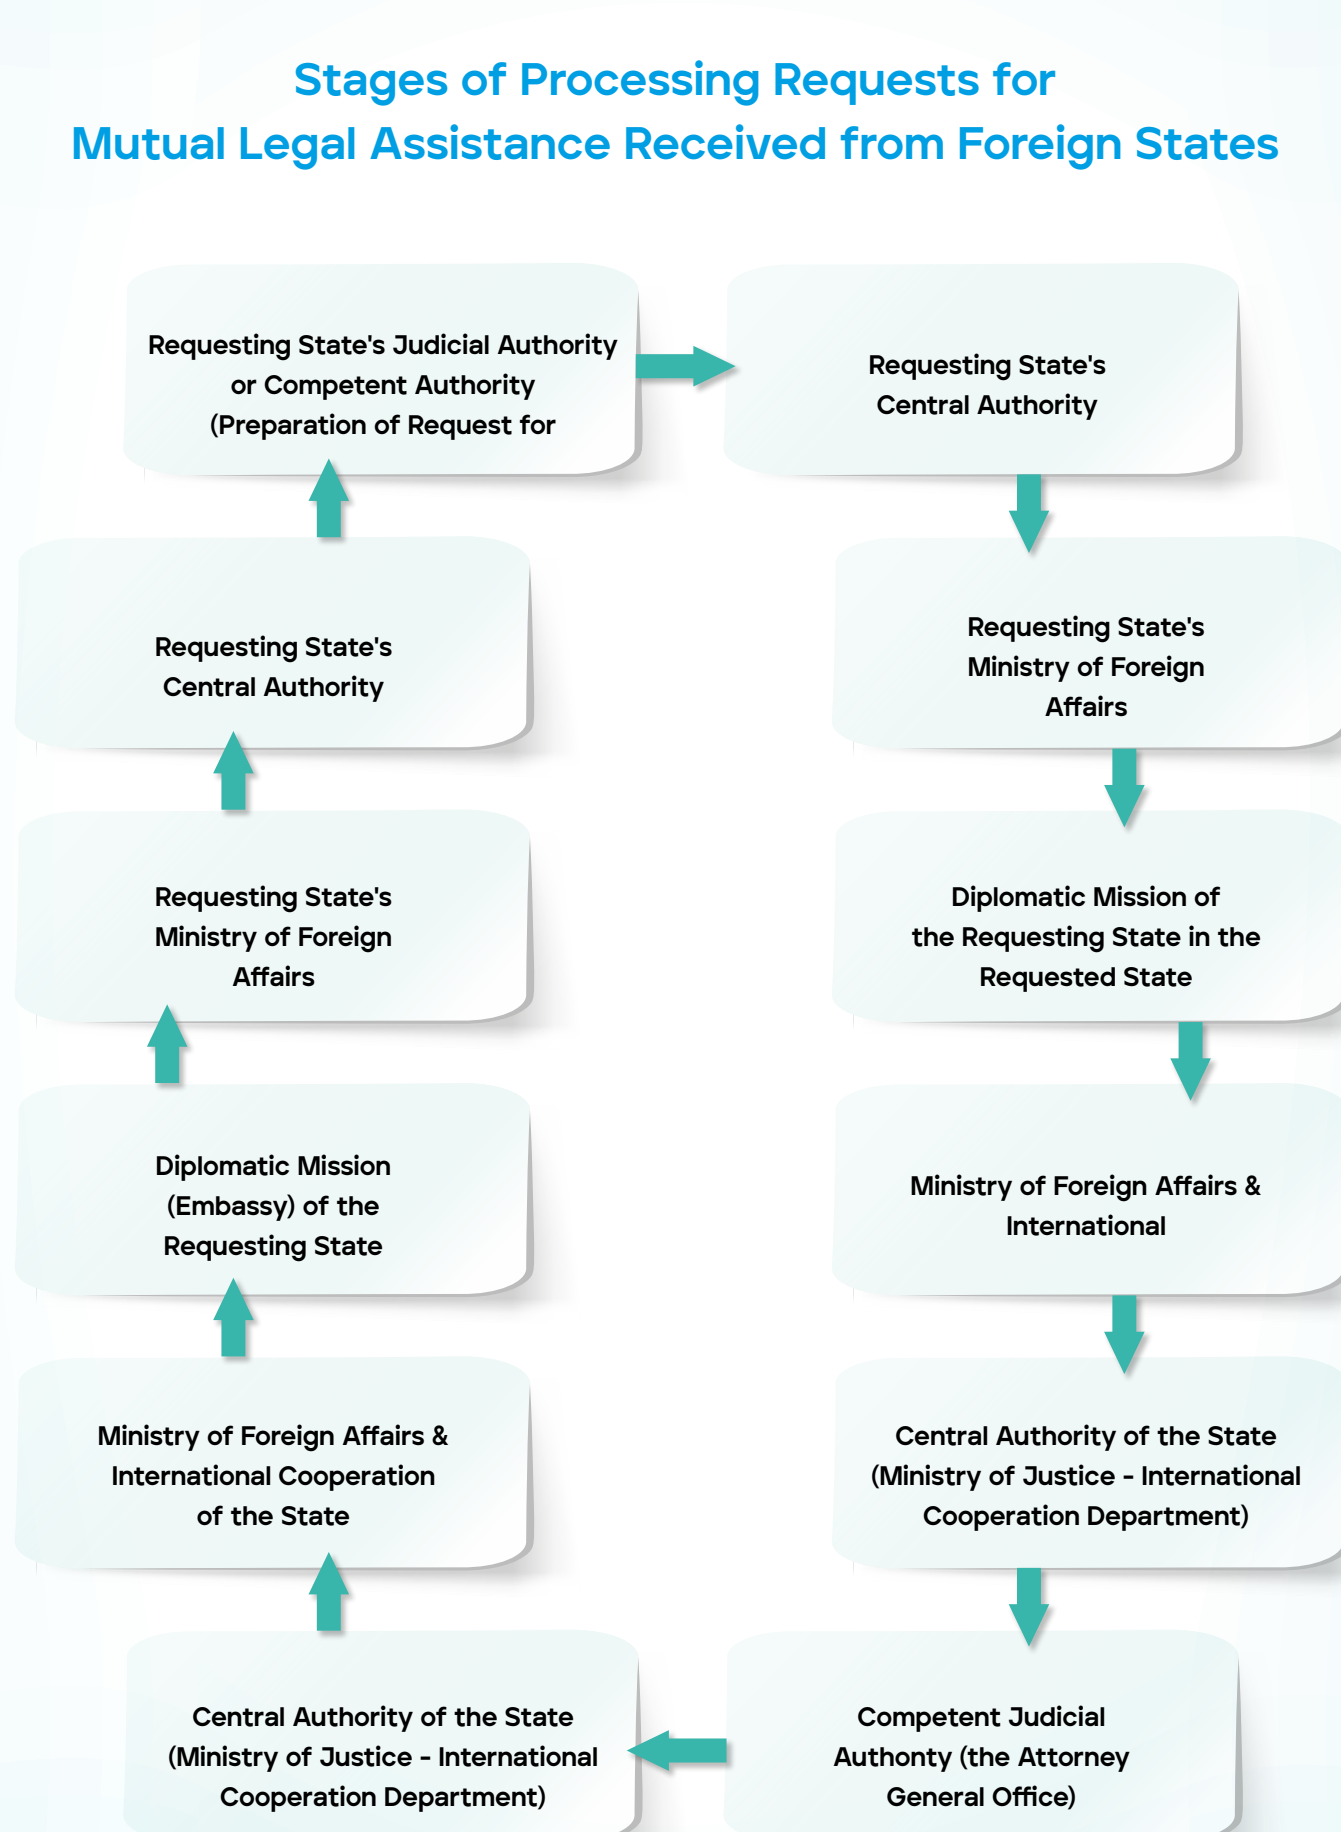 Stages of Processing Requests for
Mutual Legal Assistance Received from Foreign States
Requesting State's Judicial Authority
or Competent Authority
(Preparation of Request for
Requesting State's
Central Authority
Requesting State's
Ministry of Foreign
Affairs
Diplomatic Mission of
the Requesting State in the
Requested State
Ministry of Foreign Affairs &
International
Central Authority of the State
(Ministry of Justice - International
Cooperation Department)
Competent Judicial
Authonty (the Attorney
General Office)
Central Authority of the State
(Ministry of Justice - International
Cooperation Department)
Ministry of Foreign Affairs &
International Cooperation
of the State
Diplomatic Mission
(Embassy) of the
Requesting State
Requesting State's
Ministry of Foreign
Affairs
Requesting State's
Central Authority